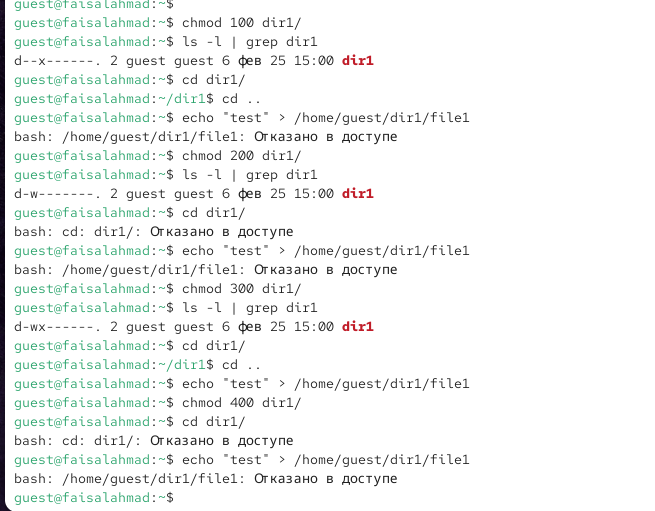 guest@faisalahmad:~$
guest@faisalahmad:~$ chmod 100 dir1/
guest@faisalahmad:~$ ls -l | grep dir1
d--x------. 2 guest guest 6 фев 25 15:00 dir1
guest@faisalahmad:~$ cd dir1/
guest@faisalahmad:~/dir1$ cd ..
guest@faisalahmad:~$ echo "test" > /home/guest/dir1/file1
bash: /home/guest/dir1/file1: Отказано в доступе
guest@faisalahmad:~$ chmod 200 dir1/
guest@faisalahmad:~$ ls -l | grep dir1
d-w-------. 2 guest guest 6 фев 25 15:00 dir1
guest@faisalahmad:~$ cd dir1/
bash: cd: dir1/: Отказано в доступе
guest@faisalahmad:~$ echo "test" > /home/guest/dir1/file1
bash: /home/guest/dir1/file1: Отказано в доступе
guest@faisalahmad:~$ chmod 300 dir1/
guest@faisalahmad:~$ ls -l | grep dir1
d-wx------. 2 guest guest 6 фев 25 15:00 dir1
guest@faisalahmad:~$ cd dir1/
guest@faisalahmad:~/dir1$ cd ..
guest@faisalahmad:~$ echo "test" > /home/guest/dir1/file1
guest@faisalahmad:~$ chmod 400 dir1/
guest@faisalahmad:~$ cd dir1/
bash: cd: dir1/: Отказано в доступе
guest@faisalahmad:~$ echo "test" > /home/guest/dir1/file1
bash: /home/guest/dir1/file1: Отказано в доступе
guest@faisalahmad:~$